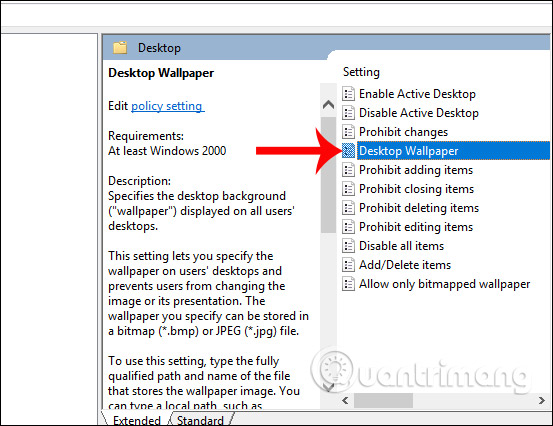 Desktop
Desktop Wallpaper
Edit policy setting
Requirements:
At least Windows 2000
Description:
Specifies the desktop background
("wallpaper") displayed on all users'
desktops.
This setting lets you specify the
wallpaper on users' desktops and
prevents users from changing the
image or its presentation. The
wallpaper you specify can be stored in
a bitmap (*.bmp) or JPEG (*.jpg) file.
To use this setting, type the fully
qualified path and name of the file
that stores the wallpaper image. You
can type a local path, such as
Setting
Enable Active Desktop
Disable Active Desktop
Prohibit changes
Desktop Wallpaper
Prohibit adding items
Prohibit closing items
Prohibit deleting items
Prohibit editing items
Disable all items
Add/Delete items
Allow only bitmapped wallpaper
Quantrimang
Extended
Standard